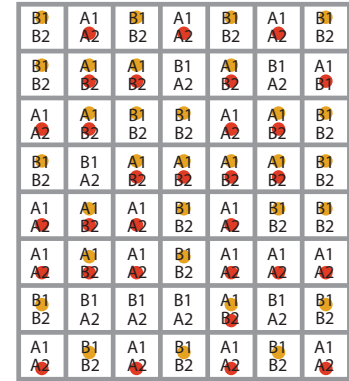 B1 A1 B1 A1 B1 A1 B1
B2 A2 B2 A2 B2 A2 B2
B1 A1 A1 B1 A1 B1 A1
B2 B2 B2 A2 B2 A2 B1
A1 A1 B1 B1 A1 A1 B1
A2 B2 B2 B2 A2 B2 B2
B1 B1 A1 A1 A1 A1 B1
B2 A2 B2 B2 B2 B2 B2
A1 A1 A1 B1 A1 B1 B1
A2 B2 A2 B2 A2 B2 B2
A1 A1 A1 B1 A1 A1 A1
A2 B2 A2 B2 A2 A2 A2
B1 B1 B1 B1 A1 B1 B1
B2 A2 A2 A2 B2 A2 B2
A1 B1 A1 B1 A1 B1 A1
A2 B2 A2 B2 A2 B2 A2